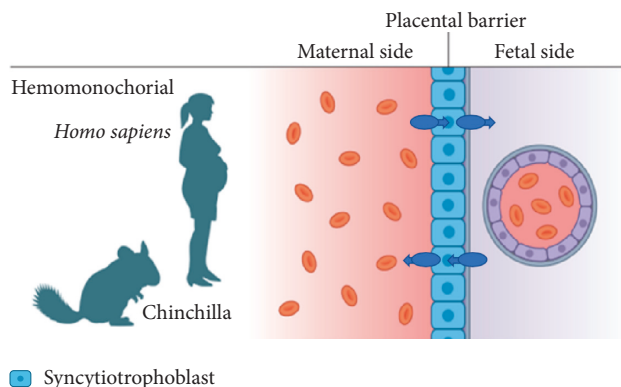 Placental barrier
Maternal side
Fetal side
Hemomonochorial
Homo sapiens
Chinchilla
Syncytiotrophoblast